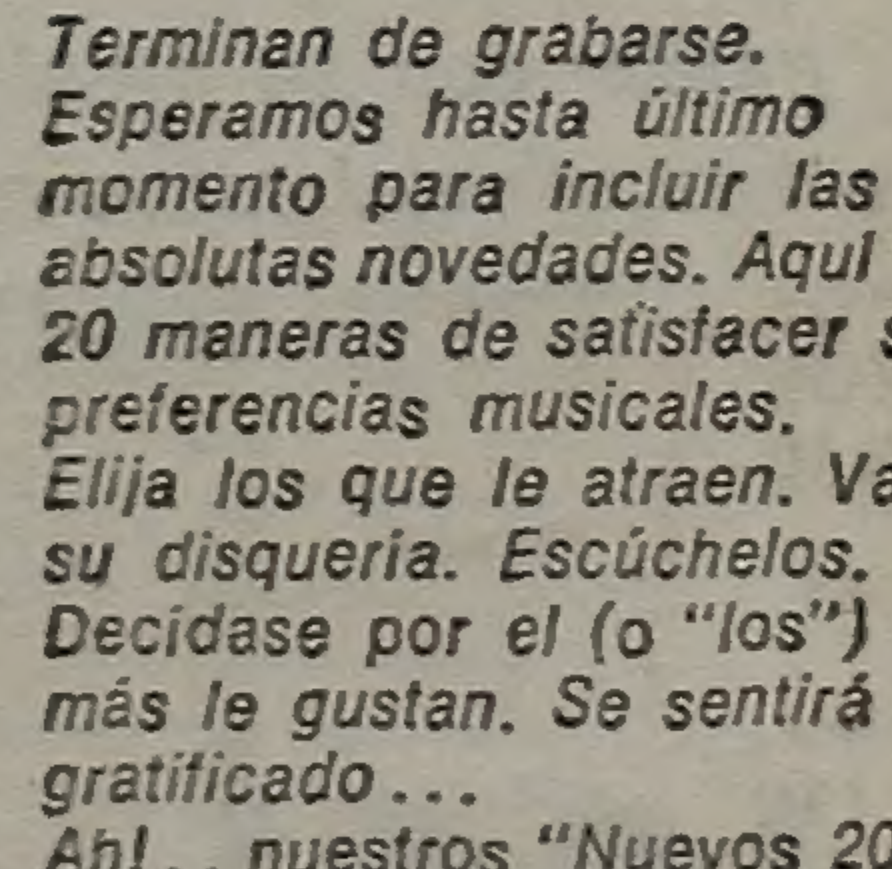 Terminan de grabarse.
Esperamos hasta último
momento para incluir las
absolutas novedades. Aquí
20 maneras de satisfacer s
preferencias musicales.
Elija los que le atraen. Va
su disquería. Escúchelos.
Decídase por el (o "los")
más le gustan. Se sentirá
gratificado...
Ah!... nuestros "Nuevos 20